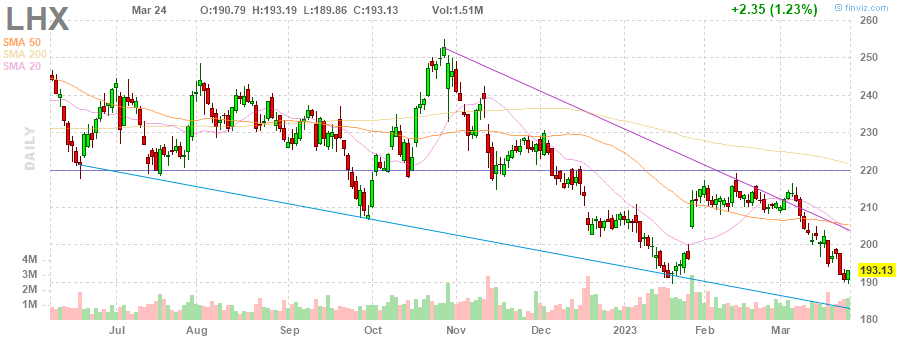 LHX Mar 24 O:190.79 H:193.19 L:189.86 C:193.13 Vol:1.51M +2.35 (1.23%) finviz.com
SMA 50
SMA 200
SMA 20
DAILY
260
250
240
230
220
210
200
193.13
190
180
4M
3M
2M
1M
Jul Aug Sep Oct Nov Dec 2023 Feb Mar